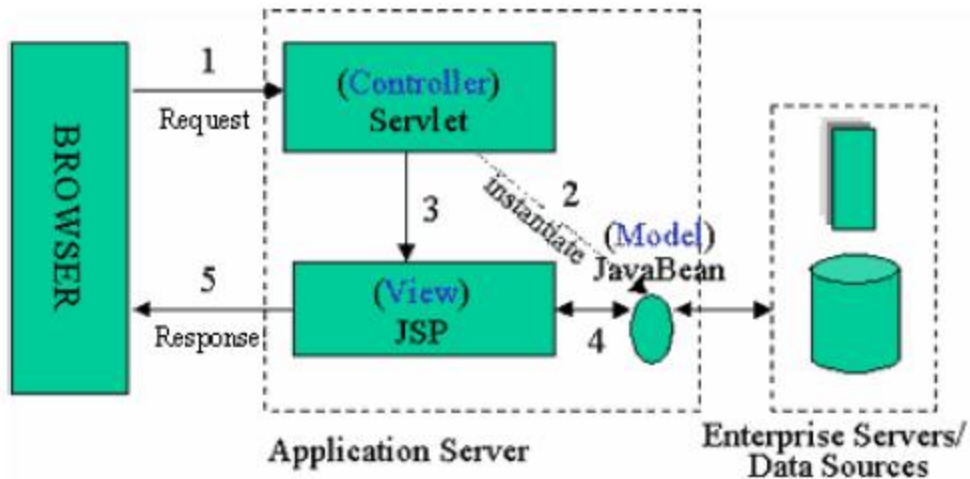 BROWSER
1
Request
(Controller)
Servlet
3
2
instantiate
(Model)
JavaBean
5
Response
(View)
JSP
4
Application Server
Enterprise Servers/
Data Sources